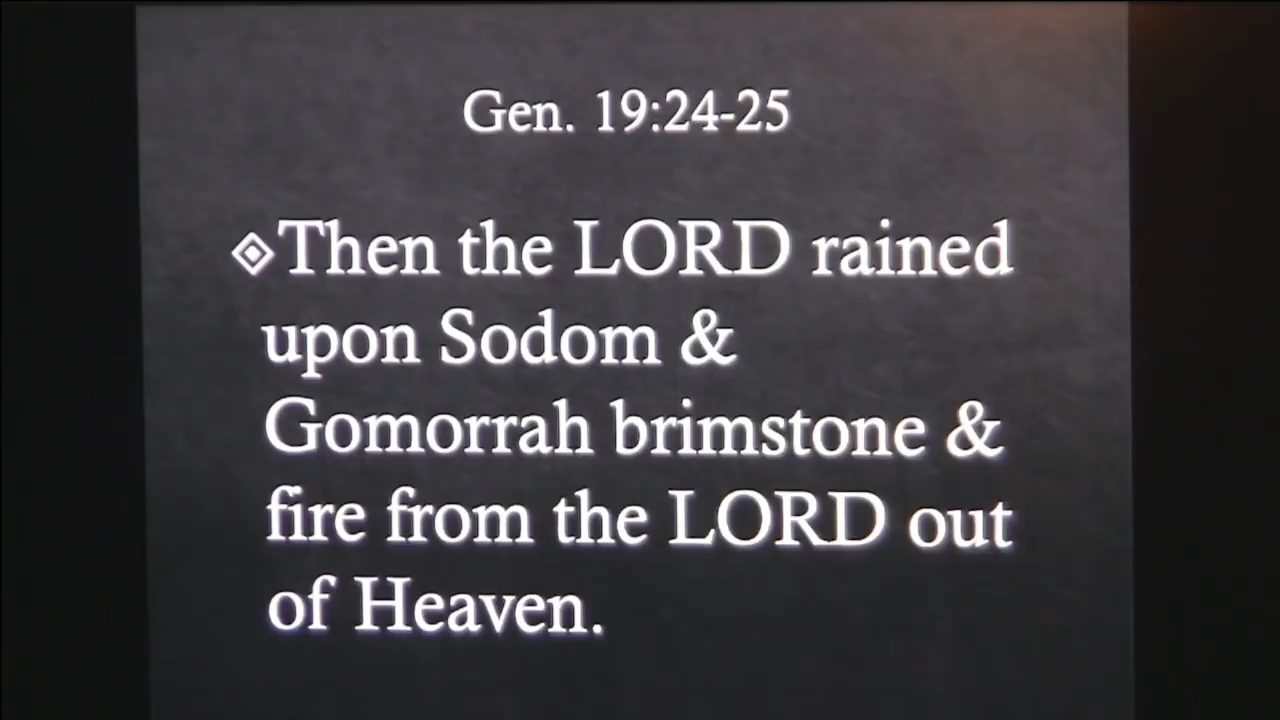 Gen. 19:24-25
Then the LORD rained
upon Sodom &
Gomorrah brimstone &
fire from the LORD out
of Heaven.